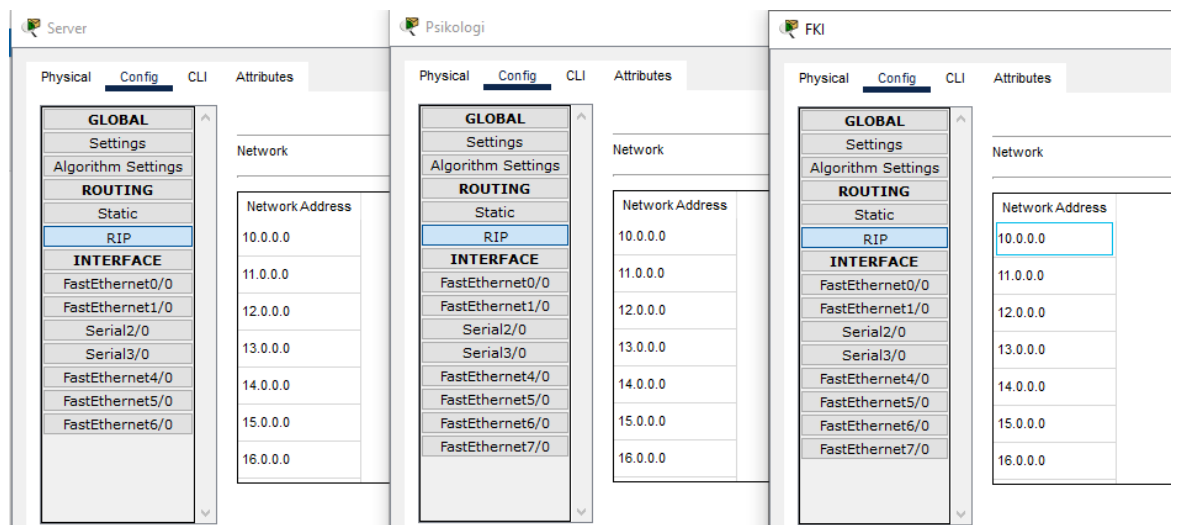 Server
Physical Config CLI Attributes
GLOBAL
Settings
Algorithm Settings
ROUTING
Static
RIP
INTERFACE
FastEthernet0/0
FastEthernet1/0
Serial2/0
Serial3/0
FastEthernet4/0
FastEthernet5/0
FastEthernet6/0
Network
Network Address
10.0.0.0
11.0.0.0
12.0.0.0
13.0.0.0
14.0.0.0
15.0.0.0
16.0.0.0
Psikologi
Physical Config CLI Attributes
GLOBAL
Settings
Algorithm Settings
ROUTING
Static
RIP
INTERFACE
FastEthernet0/0
FastEthernet1/0
Serial2/0
Serial3/0
FastEthernet4/0
FastEthernet5/0
FastEthernet6/0
FastEthernet7/0
Network
Network Address
10.0.0.0
11.0.0.0
12.0.0.0
13.0.0.0
14.0.0.0
15.0.0.0
16.0.0.0
FKI
Physical Config CLI Attributes
GLOBAL
Settings
Algorithm Settings
ROUTING
Static
RIP
INTERFACE
FastEthernet0/0
FastEthernet1/0
Serial2/0
Serial3/0
FastEthernet4/0
FastEthernet5/0
FastEthernet6/0
FastEthernet7/0
Network
Network Address
10.0.0.0
11.0.0.0
12.0.0.0
13.0.0.0
14.0.0.0
15.0.0.0
16.0.0.0